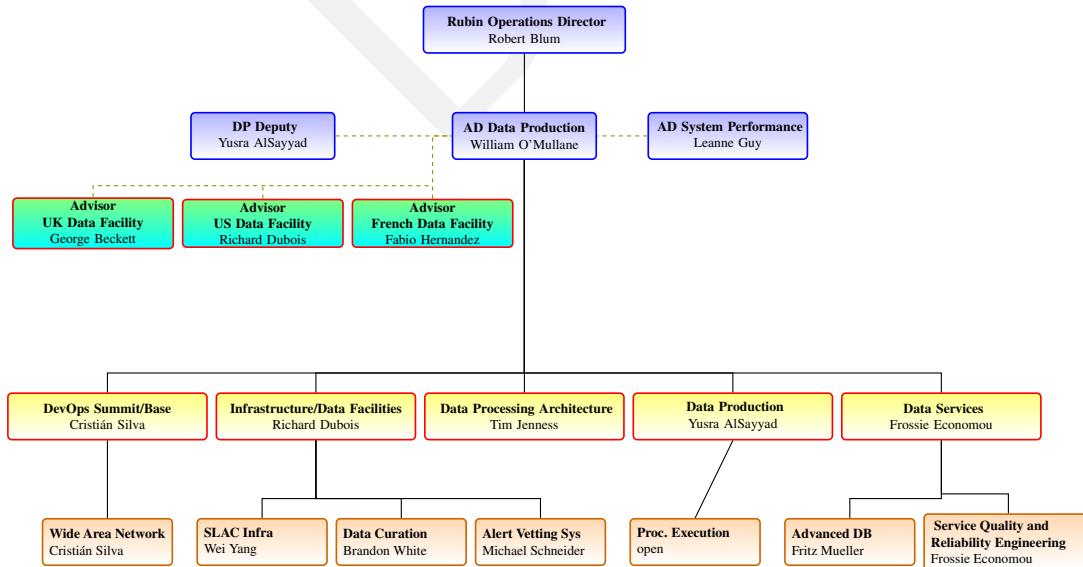 Rubin Operations Director
Robert Blum
DP Deputy
Yusra AlSayyad
AD Data Production
William O'Mullane
AD System Performance
Leanne Guy
Advisor
UK Data Facility
George Beckett
Advisor
US Data Facility
Richard Dubois
Advisor
French Data Facility
Fabio Hernandez
DevOps Summit/Base
Cristián Silva
Infrastructure/Data Facilities
Richard Dubois
Data Processing Architecture
Tim Jenness
Data Production
Yusra AlSayyad
Data Services
Frossie Economou
Wide Area Network
Cristián Silva
SLAC Infra
Wei Yang
Data Curation
Brandon White
Alert Vetting Sys
Michael Schneider
Proc. Execution
open
Advanced DB
Fritz Mueller
Service Quality and
Reliability Engineering
Frossie Economou